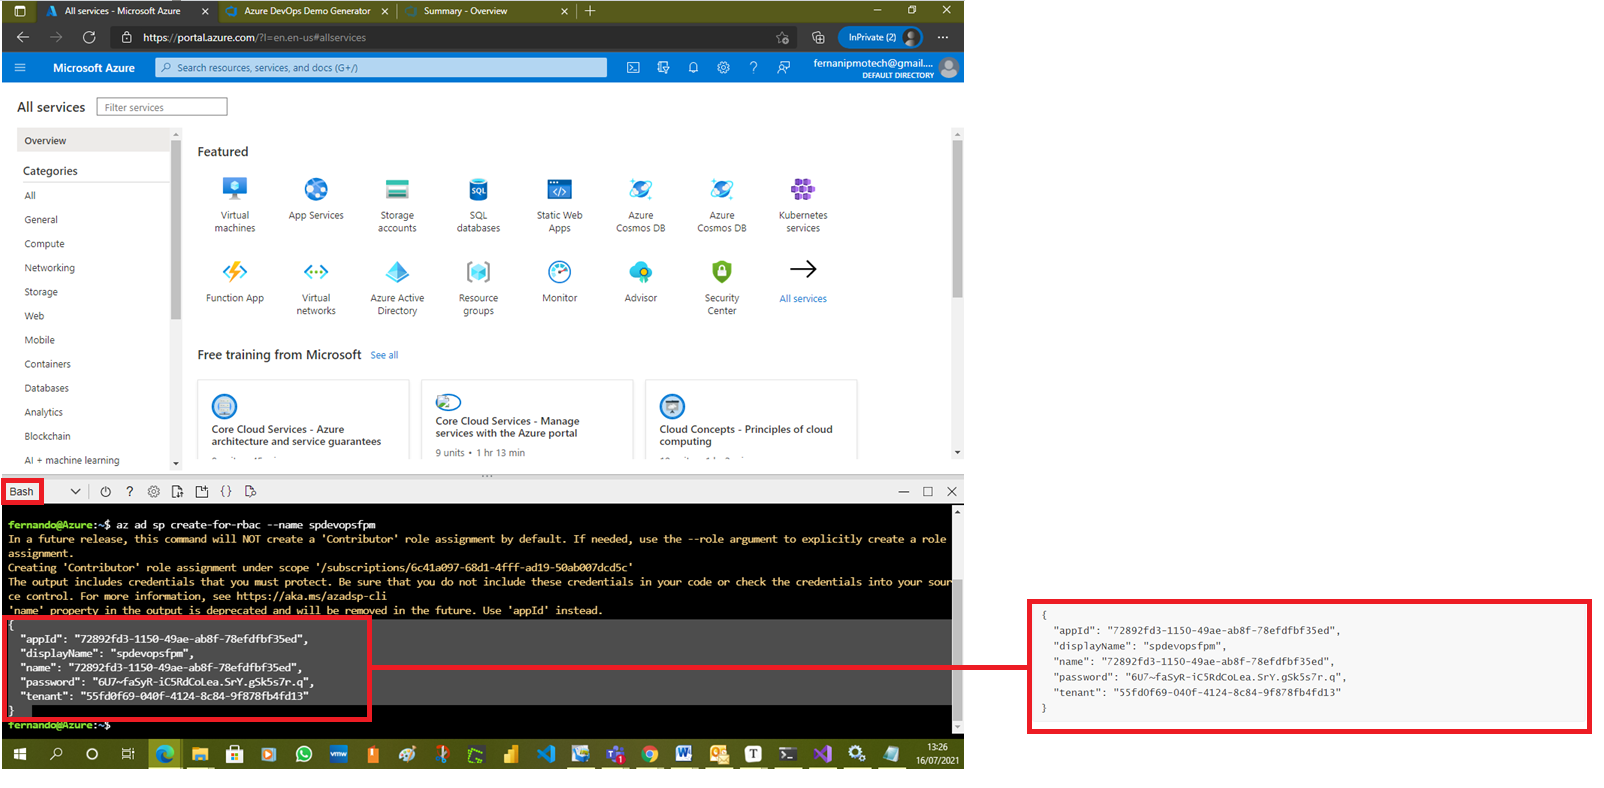 All services - Microsoft Azure
Azure DevOps Demo Generator
Summary - Overview
https://portal.azure.com/?l=en.en-us#allservices
InPrivate (2)
Microsoft Azure
Search resources, services, and docs (G+/)
fernanipmotech@gmail....
DEFAULT DIRECTORY
All services
Filter services
Overview
Categories
All
General
Compute
Networking
Storage
Web
Mobile
Containers
Databases
Analytics
Blockchain
AI + machine learning
Featured
Virtual machines
App Services
Storage accounts
SQL databases
Static Web Apps
Azure Cosmos DB
Azure Cosmos DB
Kubernetes services
Function App
Virtual networks
Azure Active Directory
Resource groups
Monitor
Advisor
Security Center
All services
Free training from Microsoft See all
Core Cloud Services - Azure
architecture and service guarantees
Core Cloud Services - Manage
services with the Azure portal
9 units • 1 hr 13 min
Cloud Concepts - Principles of cloud
computing
Bash
fernando@Azure:~$ az ad sp create-for-rbac --name spdevopsfpm
In a future release, this command will NOT create a 'Contributor' role assignment by default. If needed, use the --role argument to explicitly create a role
assignment.
Creating 'Contributor' role assignment under scope '/subscriptions/6c41a097-68d1-4fff-ad19-50ab007dcd5c'
The output includes credentials that you must protect. Be sure that you do not include these credentials in your code or check the credentials into your sour
ce control. For more information, see https://aka.ms/azadsp-cli
'name' property in the output is deprecated and will be removed in the future. Use 'appId' instead.
{
"appId": "72892fd3-1150-49ae-ab8f-78efdfbf35ed",
"displayName": "spdevopsfpm",
"name": "72892fd3-1150-49ae-ab8f-78efdfbf35ed",
"password": "6U7~faSyR-iC5RdCoLea.SrY.gSk5s7r.q",
"tenant": "55fd0f69-040f-4124-8c84-9f878fb4fd13"
}
fernando@Azure:~$
13:26
16/07/2021
{
"appId": "72892fd3-1150-49ae-ab8f-78efdfbf35ed",
"displayName": "spdevopsfpm",
"name": "72892fd3-1150-49ae-ab8f-78efdfbf35ed",
"password": "6U7~faSyR-iC5RdCoLea.SrY.gSk5s7r.q",
"tenant": "55fd0f69-040f-4124-8c84-9f878fb4fd13"
}